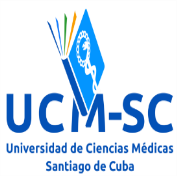 UCM-SC
Universidad de Ciencias Médicas
Santiago de Cuba